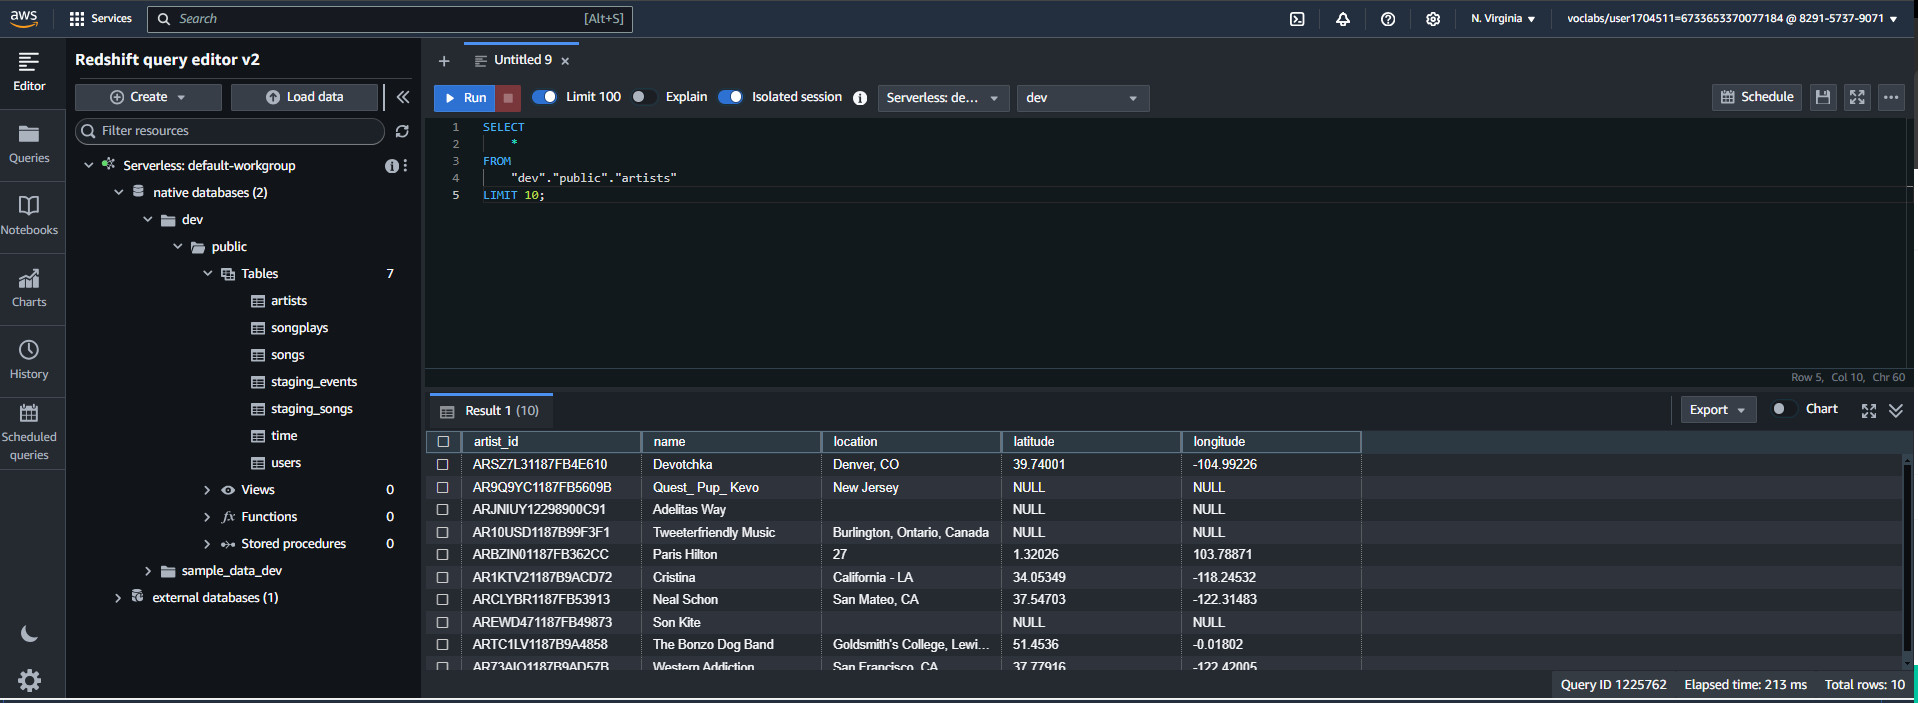 aws
Services
Search [Alt+S]
N. Virginia
voclabs/user1704511=6733653370077184 @ 8291-5737-9071
Editor
Queries
Notebooks
Charts
History
Scheduled
queries
Redshift query editor v2
Create
Load data
Filter resources
Serverless: default-workgroup
native databases (2)
dev
public
Tables 7
artists
songplays
songs
staging_events
staging_songs
time
users
Views 0
fx Functions 0
Stored procedures 0
sample_data_dev
external databases (1)
Untitled 9
Run
Limit 100
Explain
Isolated session
Serverless: de...
dev
Schedule
1 SELECT
2 *
3 FROM
4 "dev"."public"."artists"
5 LIMIT 10;
Row 5, Col 10, Chr 60
Result 1 (10)
Export
Chart
artist_id name location latitude longitude
ARSZ7L31187FB4E610 Devotchka Denver, CO 39.74001 -104.99226
AR9Q9YC1187FB5609B Quest_ Pup_ Kevo New Jersey NULL NULL
ARJNIUY12298900C91 Adelitas Way NULL NULL
AR10USD1187B99F3F1 Tweeterfriendly Music Burlington, Ontario, Canada NULL NULL
ARBZIN01187FB362CC Paris Hilton 27 1.32026 103.78871
AR1KTV21187B9ACD72 Cristina California - LA 34.05349 -118.24532
ARCLYBR1187FB53913 Neal Schon San Mateo, CA 37.54703 -122.31483
AREWD471187FB49873 Son Kite NULL NULL
ARTC1LV1187B9A4858 The Bonzo Dog Band Goldsmith's College, Lewi... 51.4536 -0.01802
AR73AIO1187B9AD57B Western Addiction San Francisco, CA 37.77916 -122.42005
Query ID 1225762 Elapsed time: 213 ms Total rows: 10